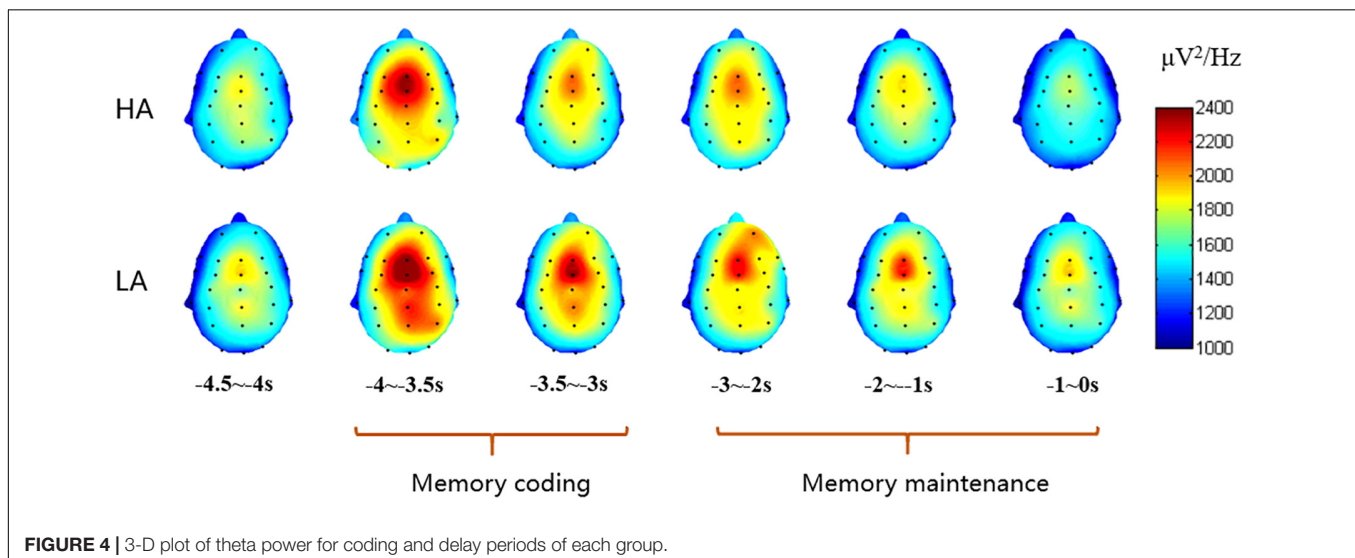 µV²/Hz
HA
2400
2200
2000
1800
1600
1400
1200
1000
LA
-4.5~-4s -4~-3.5s -3.5~-3s -3~-2s -2~--1s -1~0s
Memory coding Memory maintenance
FIGURE 4 | 3-D plot of theta power for coding and delay periods of each group.